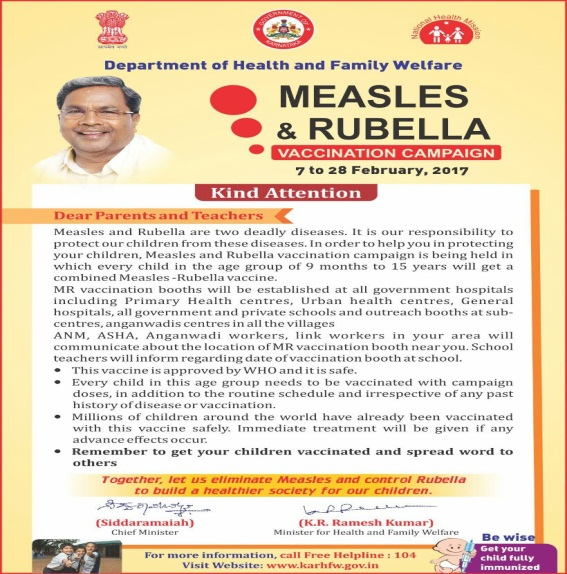 GOVERNMENT OF
KARNATAKA
National Health Mission
Department of Health and Family Welfare
MEASLES
& RUBELLA
VACCINATION CAMPAIGN
7 to 28 February, 2017
Kind Attention
Dear Parents and Teachers
Measles and Rubella are two deadly diseases. It is our responsibility to
protect our children from these diseases. In order to help you in protecting
your children, Measles and Rubella vaccination campaign is being held in
which every child in the age group of 9 months to 15 years will get a
combined Measles -Rubella vaccine.
MR vaccination booths will be established at all government hospitals
including Primary Health centres, Urban health centres, General
hospitals, all government and private schools and outreach booths at sub-
centres, anganwadis centres in all the villages
ANM, ASHA, Anganwadi workers, link workers in your area will
communicate about the location of MR vaccination booth near you. School
teachers will inform regarding date of vaccination booth at school.
• This vaccine is approved by WHO and it is safe.
• Every child in this age group needs to be vaccinated with campaign
doses, in addition to the routine schedule and irrespective of any past
history of disease or vaccination.
• Millions of children around the world have already been vaccinated
with this vaccine safely. Immediate treatment will be given if any
advance effects occur.
• Remember to get your children vaccinated and spread word to
others
Together, let us eliminate Measles and control Rubella
to build a healthier society for our children.
(Siddaramaiah)
Chief Minister
(K.R. Ramesh Kumar)
Minister for Health and Family Welfare
For more information, call Free Helpline : 104
Visit Website: www.karhfw.gov.in
Be wise
Get your
child fully
immunized